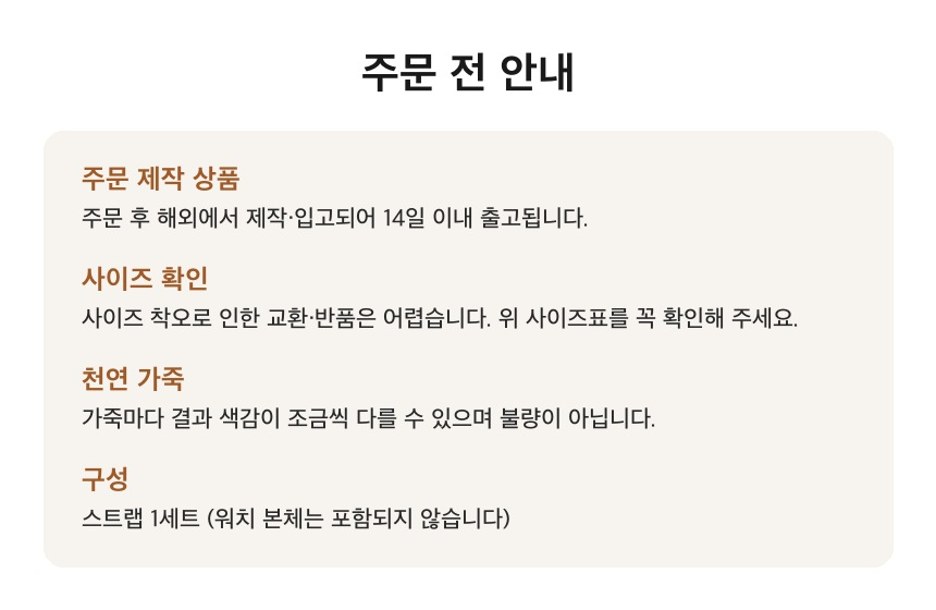 주문 전 안내
주문 제작 상품
주문 후 해외에서 제작·입고되어 14일 이내 출고됩니다.
사이즈 확인
사이즈 착오로 인한 교환·반품은 어렵습니다. 위 사이즈표를 꼭 확인해 주세요.
천연 가죽
가죽마다 결과 색감이 조금씩 다를 수 있으며 불량이 아닙니다.
구성
스트랩 1세트 (워치 본체는 포함되지 않습니다)